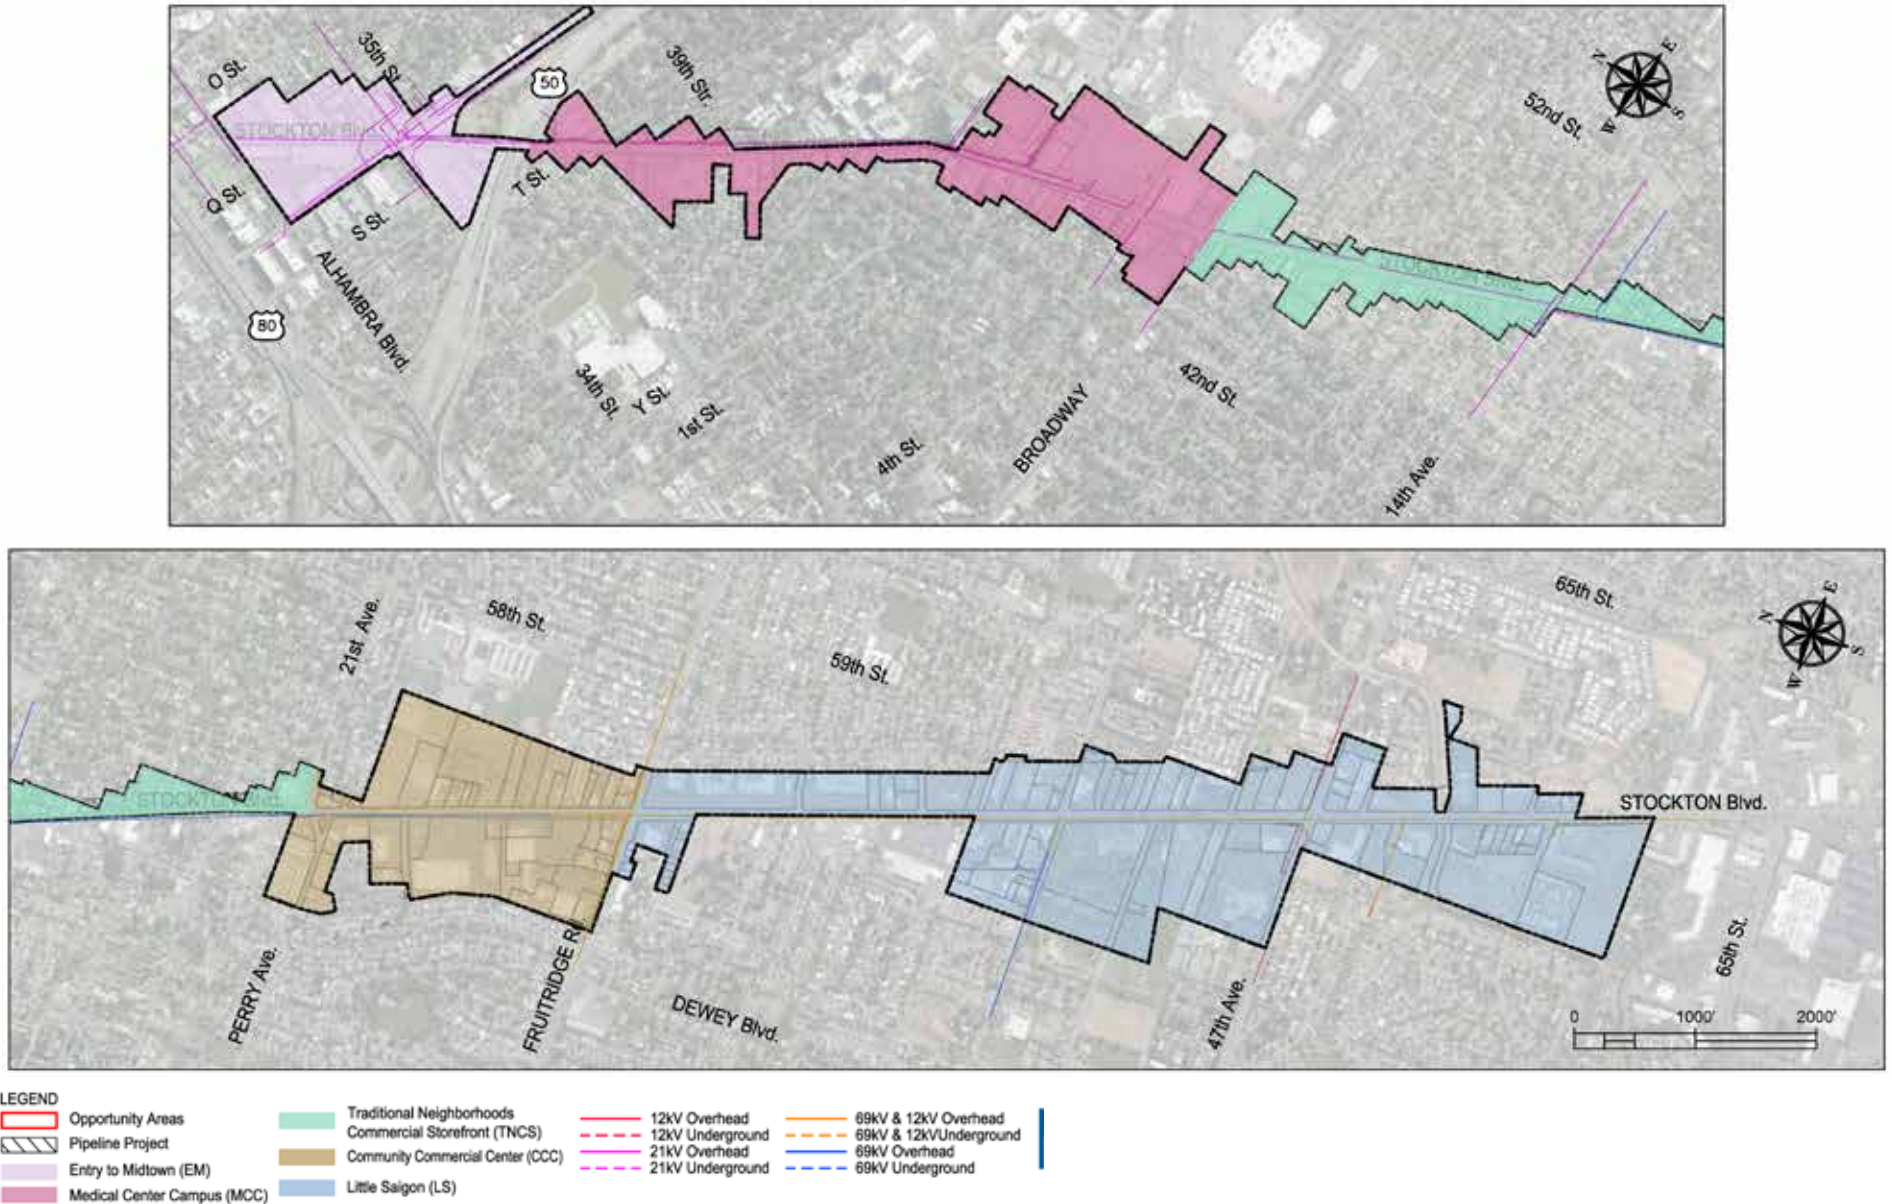 O St.
35th St.
50
39th Str.
52nd St.
N
E
S
W
STOCKTON Blvd.
Q St.
S St.
T St.
ALHAMBRA Blvd.
80
34th St.
Y St.
1st St.
4th St.
BROADWAY
42nd St.
14th Ave.
STOCKTON Blvd.
21st Ave.
58th St.
59th St.
65th St.
N
E
S
W
STOCKTON Blvd.
STOCKTON Blvd.
PERRY Ave.
FRUITRIDGE
DEWEY Blvd.
47th Ave.
65th St.
0 1000' 2000'
LEGEND
Opportunity Areas
Pipeline Project
Entry to Midtown (EM)
Medical Center Campus (MCC)
Traditional Neighborhoods
Commercial Storefront (TNCS)
Community Commercial Center (CCC)
Little Saigon (LS)
12kV Overhead
12kV Underground
21kV Overhead
21kV Underground
69kV & 12kV Overhead
69kV & 12kVUnderground
69kV Overhead
69kV Underground